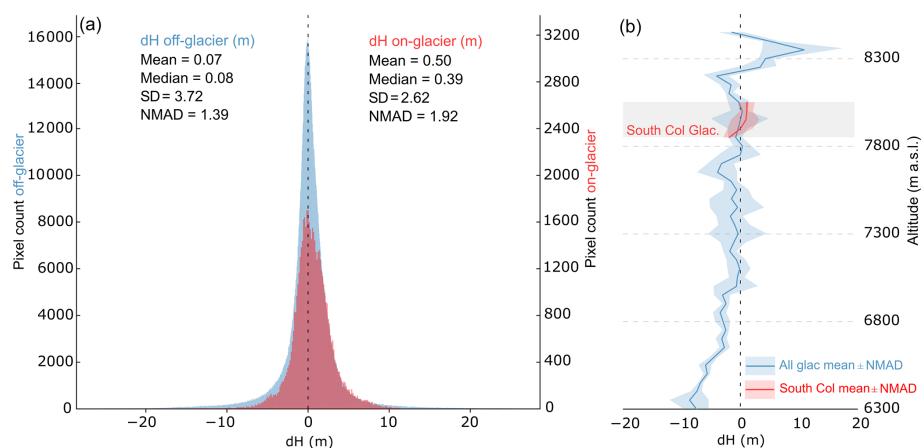 (a)
dH off-glacier (m)
Mean = 0.07
Median = 0.08
SD = 3.72
NMAD = 1.39
dH on-glacier (m)
Mean = 0.50
Median = 0.39
SD = 2.62
NMAD = 1.92
Pixel count off-glacier
16000
14000
12000
10000
8000
6000
4000
2000
0
3200
2800
2400
2000
1600
1200
800
400
0
Pixel count on-glacier
−20
−10
0
10
20
dH (m)
(b)
South Col Glac.
8300
7800
7300
6800
6300
Altitude (m a.s.l.)
All glac mean ± NMAD
South Col mean ± NMAD
−20
−10
0
10
20
dH (m)